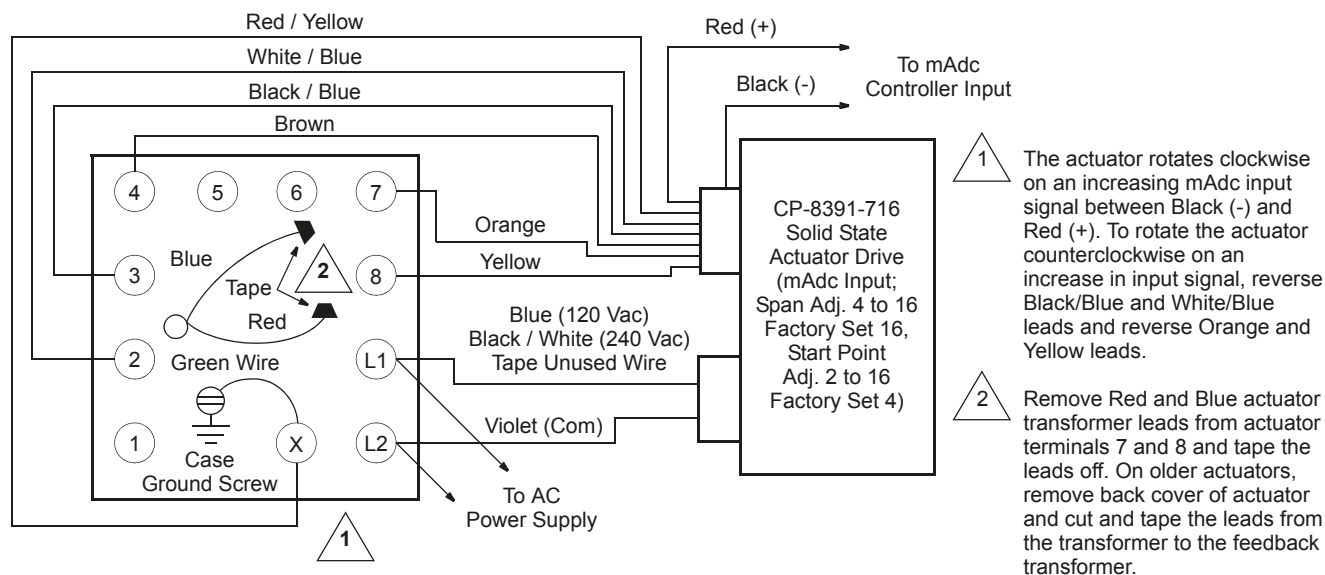 Red / Yellow
White / Blue
Black / Blue
Brown
Red (+)
Black (-)
To mAdc
Controller Input
4
5
6
7
3
8
2
L1
1
X
L2
Blue
Tape
2
Red
Green Wire
Case
Ground Screw
1
Orange
Yellow
Blue (120 Vac)
Black / White (240 Vac)
Tape Unused Wire
Violet (Com)
To AC
Power Supply
CP-8391-716
Solid State
Actuator Drive
(mAdc Input;
Span Adj. 4 to 16
Factory Set 16,
Start Point
Adj. 2 to 16
Factory Set 4)
1
The actuator rotates clockwise
on an increasing mAdc input
signal between Black (-) and
Red (+). To rotate the actuator
counterclockwise on an
increase in input signal, reverse
Black/Blue and White/Blue
leads and reverse Orange and
Yellow leads.
2
Remove Red and Blue actuator
transformer leads from actuator
terminals 7 and 8 and tape the
leads off. On older actuators,
remove back cover of actuator
and cut and tape the leads from
the transformer to the feedback
transformer.